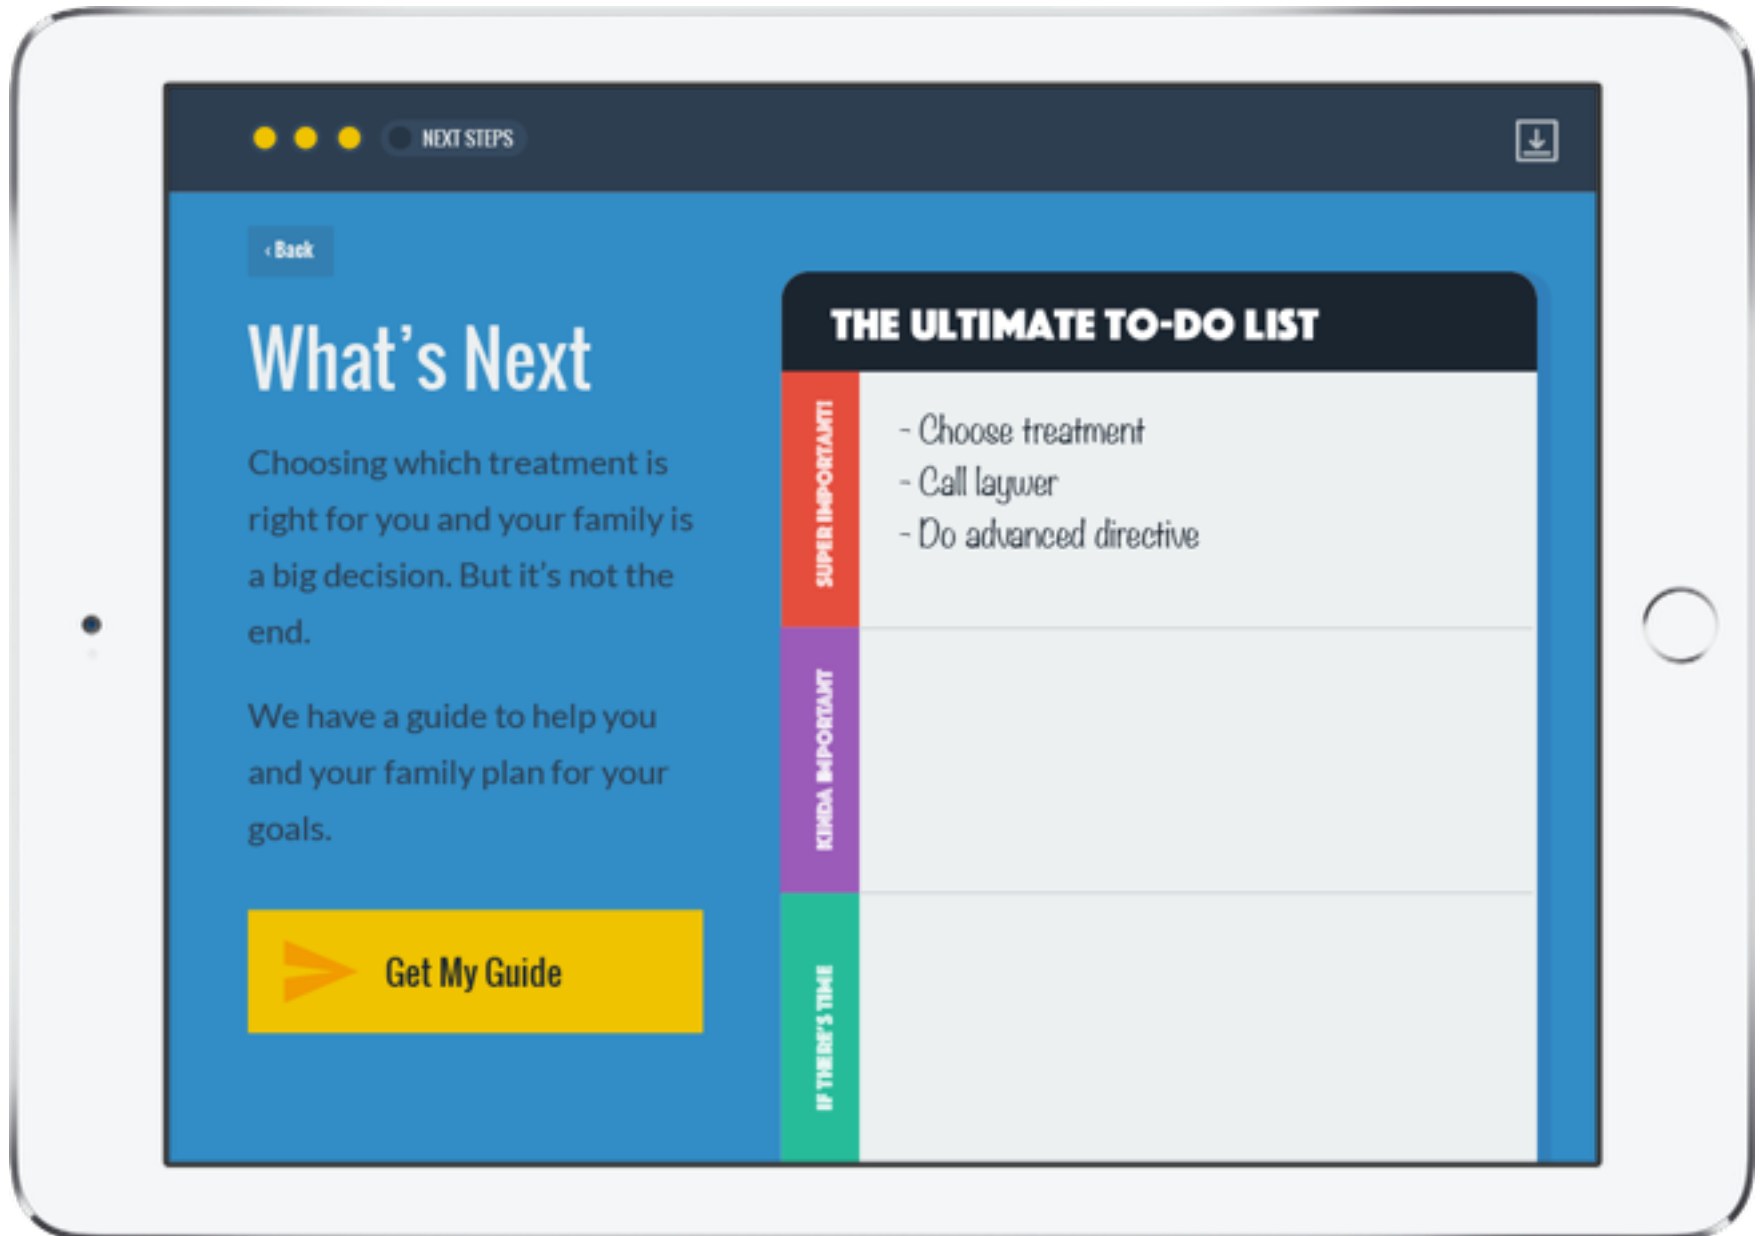 NEXT STEPS
‹ Back
What's Next
Choosing which treatment is
right for you and your family is
a big decision. But it's not the
end.
We have a guide to help you
and your family plan for your
goals.
Get My Guide
THE ULTIMATE TO-DO LIST
SUPER IMPORTANT!
- Choose treatment
- Call laywer
- Do advanced directive
KINDA IMPORTANT
IF THERE'S TIME